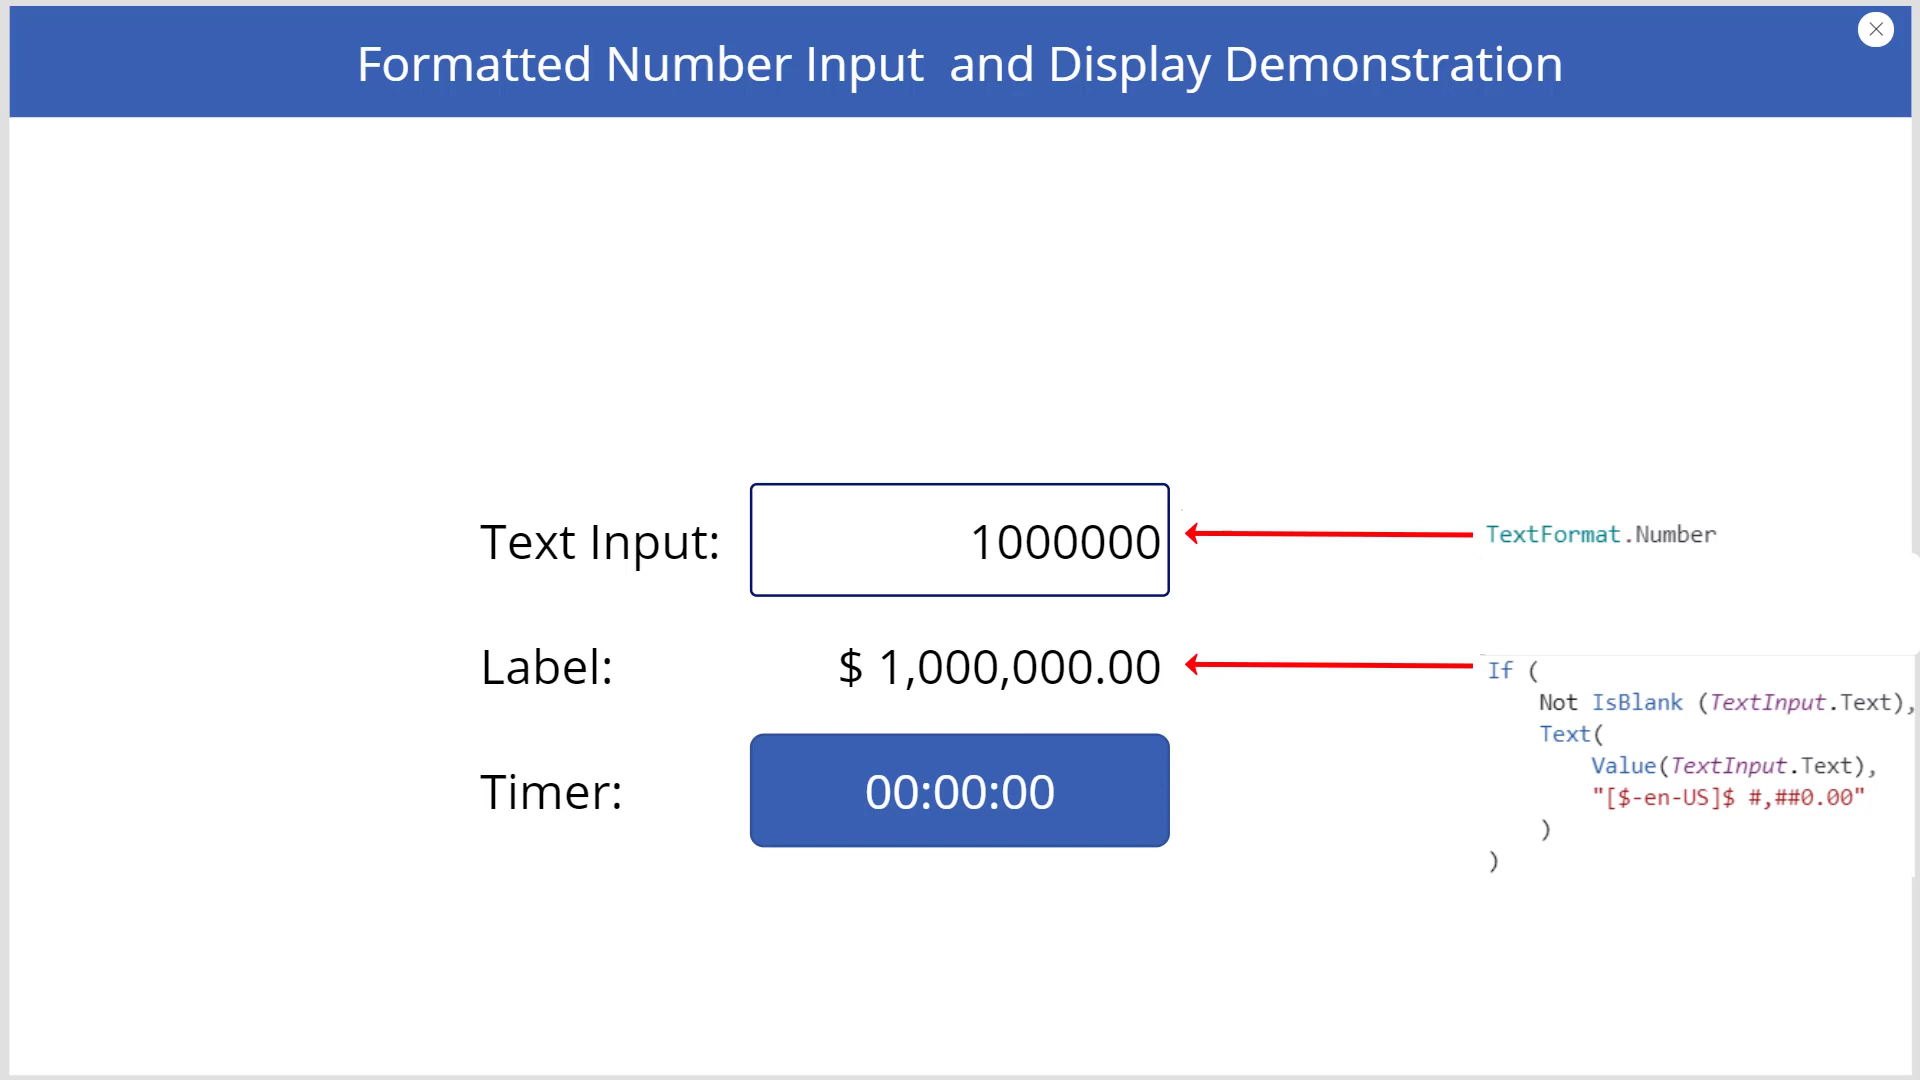 Formatted Number Input  and Display Demonstration
Text Input: 1000000 TextFormat.Number
Label: $ 1,000,000.00
If (
    Not IsBlank (TextInput.Text),
    Text(
        Value(TextInput.Text),
        "[$-en-US]$ #,##0.00"
    )
)
Timer: 00:00:00